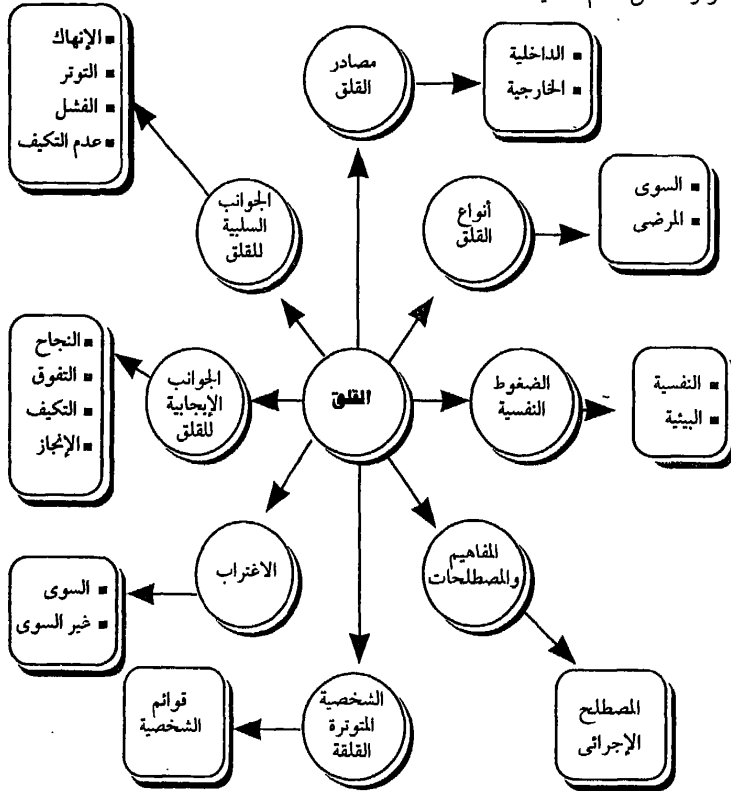 مصادر
القلق
▪ الداخلية
▪ الخارجية
▪ الإنهاك
▪ التوتر
▪ الفشل
▪ عدم التكيف
الجوانب
السلبية
للقلق
أنواع
القلق
▪ السوى
▪ المرضى
▪ النجاح
▪ التفوق
▪ التكيف
▪ الإنجاز
الجوانب
الإيجابية
للقلق
القلق
الضغوط
النفسية
▪ النفسية
▪ البيئية
المفاهيم
والمصطلحات
الاغتراب
▪ السوى
▪ غير السوى
المصطلح
الإجرائى
الشخصية
المتوترة
القلقة
قوائم
الشخصية